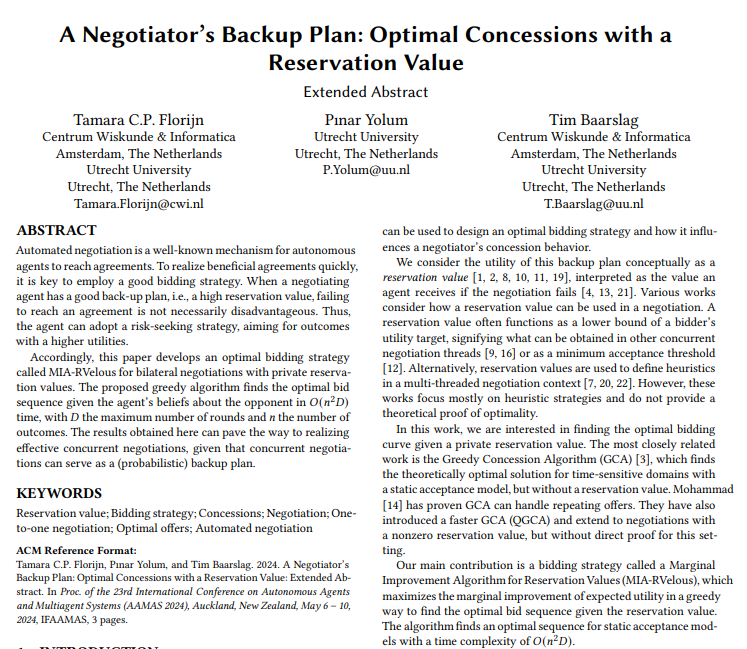 A Negotiator's Backup Plan: Optimal Concessions with a
Reservation Value
Extended Abstract
Tamara C.P. Florijn
Centrum Wiskunde & Informatica
Amsterdam, The Netherlands
Utrecht University
Utrecht, The Netherlands
Tamara.Florijn@cwi.nl
Pınar Yolum
Utrecht University
Utrecht, The Netherlands
P.Yolum@uu.nl
Tim Baarslag
Centrum Wiskunde & Informatica
Amsterdam, The Netherlands
Utrecht University
Utrecht, The Netherlands
T.Baarslag@uu.nl
ABSTRACT
Automated negotiation is a well-known mechanism for autonomous
agents to reach agreements. To realize beneficial agreements quickly,
it is key to employ a good bidding strategy. When a negotiating
agent has a good back-up plan, i.e., a high reservation value, failing
to reach an agreement is not necessarily disadvantageous. Thus,
the agent can adopt a risk-seeking strategy, aiming for outcomes
with a higher utilities.
Accordingly, this paper develops an optimal bidding strategy
called MIA-RVelous for bilateral negotiations with private reserva-
tion values. The proposed greedy algorithm finds the optimal bid
sequence given the agent's beliefs about the opponent in O(n²D)
time, with D the maximum number of rounds and n the number of
outcomes. The results obtained here can pave the way to realizing
effective concurrent negotiations, given that concurrent negotia-
tions can serve as a (probabilistic) backup plan.
KEYWORDS
Reservation value; Bidding strategy; Concessions; Negotiation; One-
to-one negotiation; Optimal offers; Automated negotiation
ACM Reference Format:
Tamara C.P. Florijn, Pınar Yolum, and Tim Baarslag. 2024. A Negotiator's
Backup Plan: Optimal Concessions with a Reservation Value: Extended Ab-
stract. In Proc. of the 23rd International Conference on Autonomous Agents
and Multiagent Systems (AAMAS 2024), Auckland, New Zealand, May 6 – 10,
2024, IFAAMAS, 3 pages.
can be used to design an optimal bidding strategy and how it influ-
ences a negotiator's concession behavior.
We consider the utility of this backup plan conceptually as a
reservation value [1, 2, 8, 10, 11, 19], interpreted as the value an
agent receives if the negotiation fails [4, 13, 21]. Various works
consider how a reservation value can be used in a negotiation. A
reservation value often functions as a lower bound of a bidder's
utility target, signifying what can be obtained in other concurrent
negotiation threads [9, 16] or as a minimum acceptance threshold
[12]. Alternatively, reservation values are used to define heuristics
in a multi-threaded negotiation context [7, 20, 22]. However, these
works focus mostly on heuristic strategies and do not provide a
theoretical proof of optimality.
In this work, we are interested in finding the optimal bidding
curve given a private reservation value. The most closely related
work is the Greedy Concession Algorithm (GCA) [3], which finds
the theoretically optimal solution for time-sensitive domains with
a static acceptance model, but without a reservation value. Mohammad
[14] has proven GCA can handle repeating offers. They have also
introduced a faster GCA (QGCA) and extend to negotiations with
a nonzero reservation value, but without direct proof for this set-
ting.
Our main contribution is a bidding strategy called a Marginal
Improvement Algorithm for Reservation Values (MIA-RVelous), which
maximizes the marginal improvement of expected utility in a greedy
way to find the optimal bid sequence given the reservation value.
The algorithm finds an optimal sequence for static acceptance mod-
els with a time complexity of O(n²D).